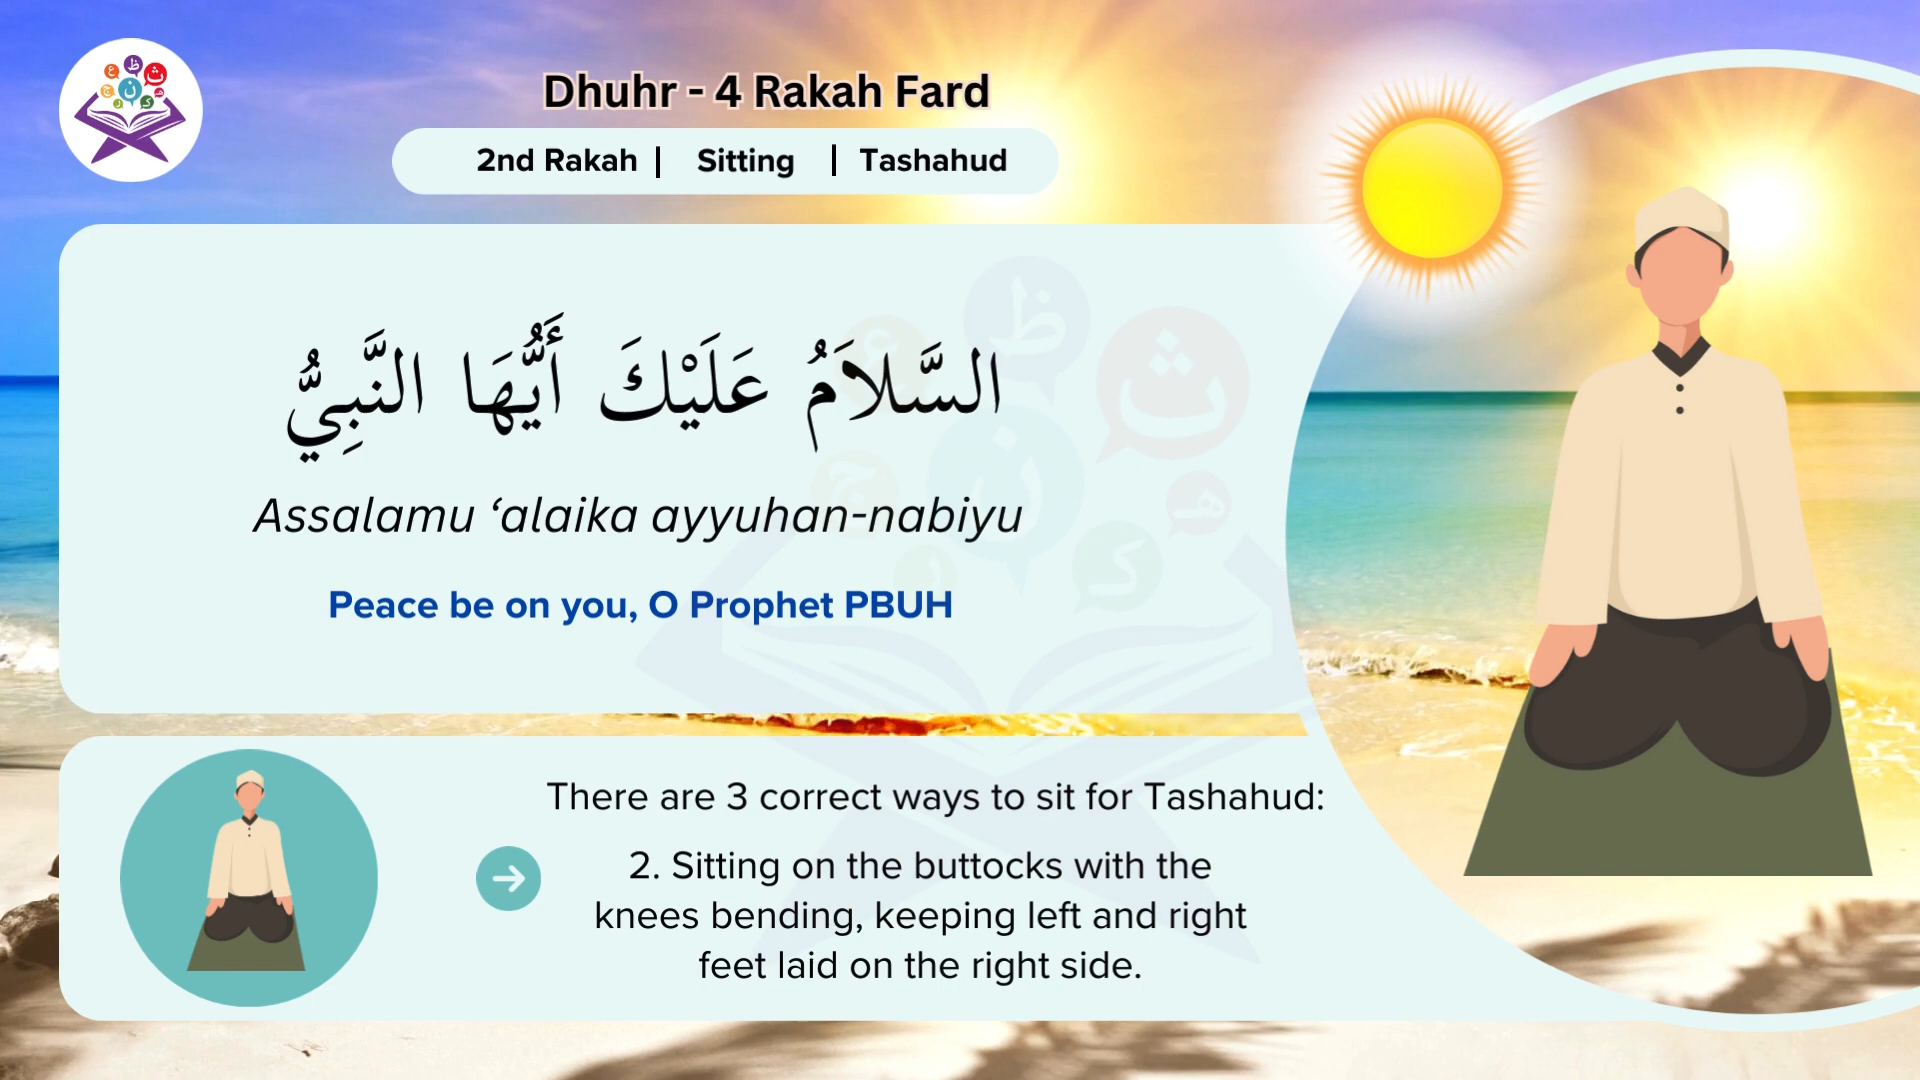 Dhuhr - 4 Rakah Fard
2nd Rakah | Sitting | Tashahud
السَّلاَمُ عَلَيْكَ أَيُّهَا النَّبِيُّ
Assalamu ‘alaika ayyuhan-nabiyu
Peace be on you, O Prophet PBUH
There are 3 correct ways to sit for Tashahud:
2. Sitting on the buttocks with the
knees bending, keeping left and right
feet laid on the right side.